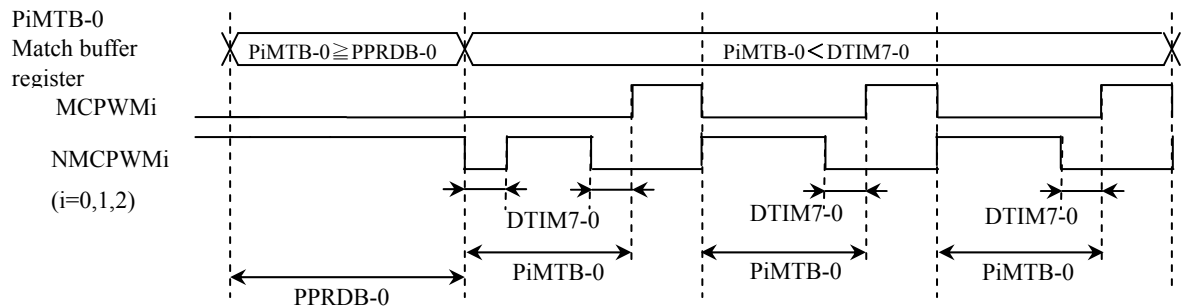 PiMTB-0
Match buffer
register
PiMTB-0≧PPRDB-0
PiMTB-0＜DTIM7-0
MCPWMi
NMCPWMi
(i=0,1,2)
DTIM7-0
DTIM7-0
DTIM7-0
PiMTB-0
PiMTB-0
PiMTB-0
PPRDB-0